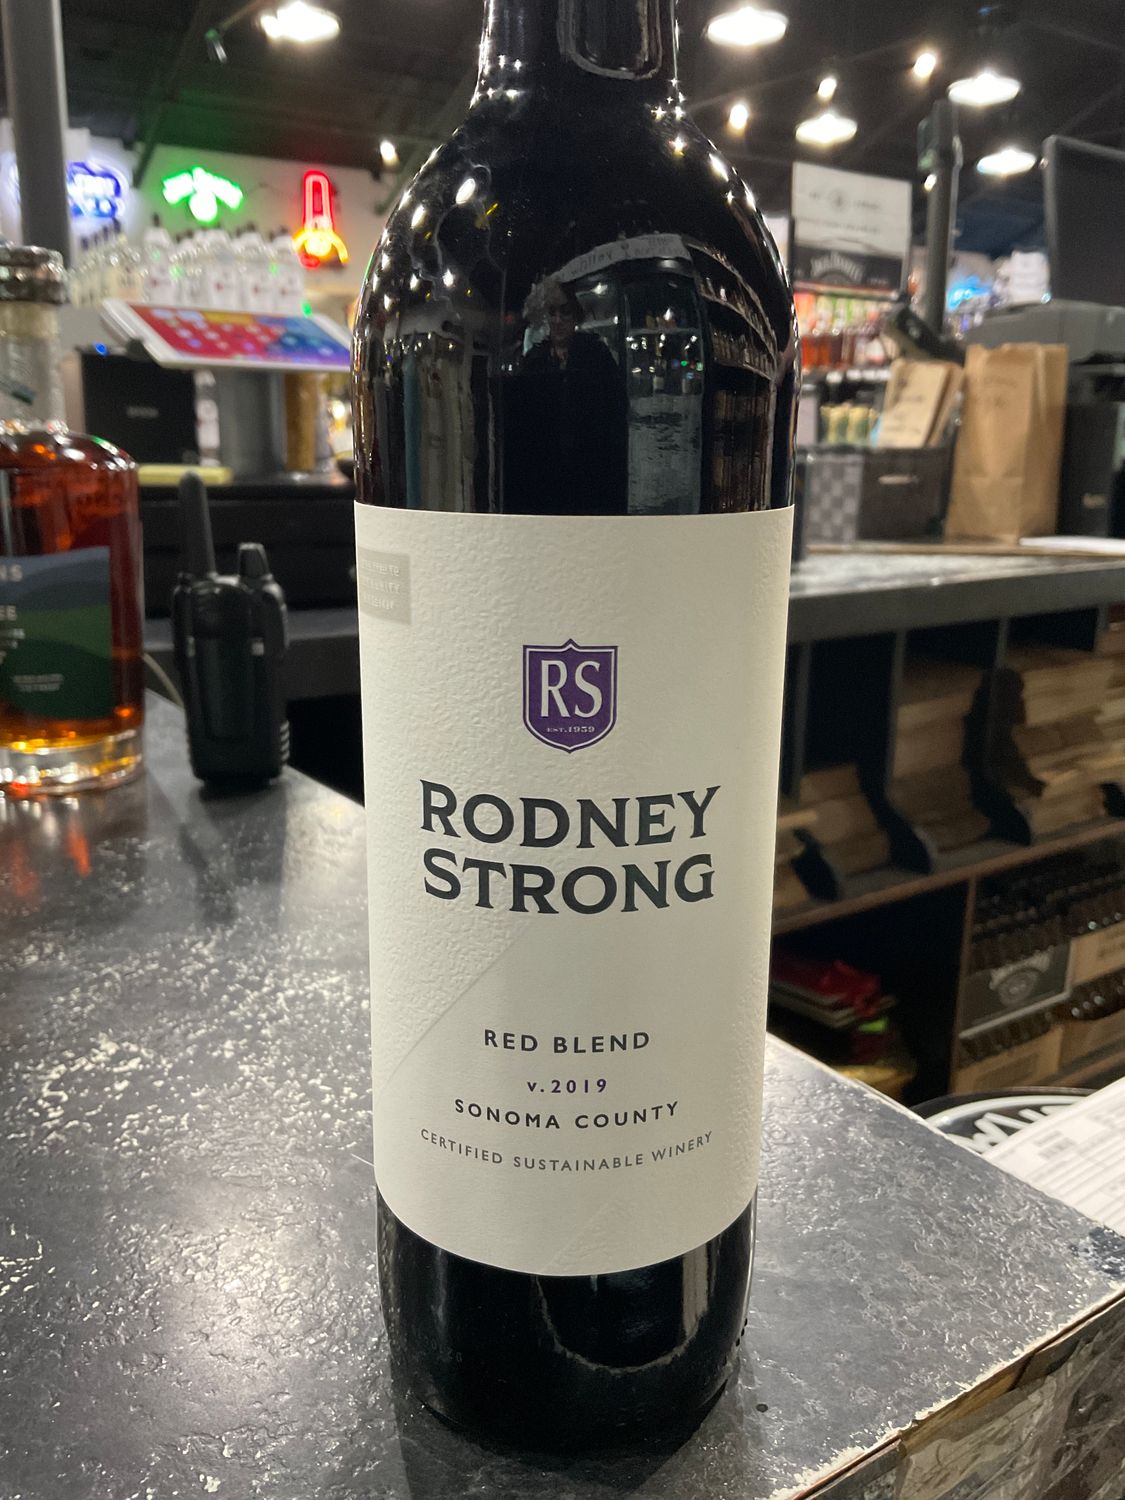 RS
EST. 1959
RODNEY
STRONG
RED BLEND
v.2019
SONOMA COUNTY
CERTIFIED SUSTAINABLE WINERY